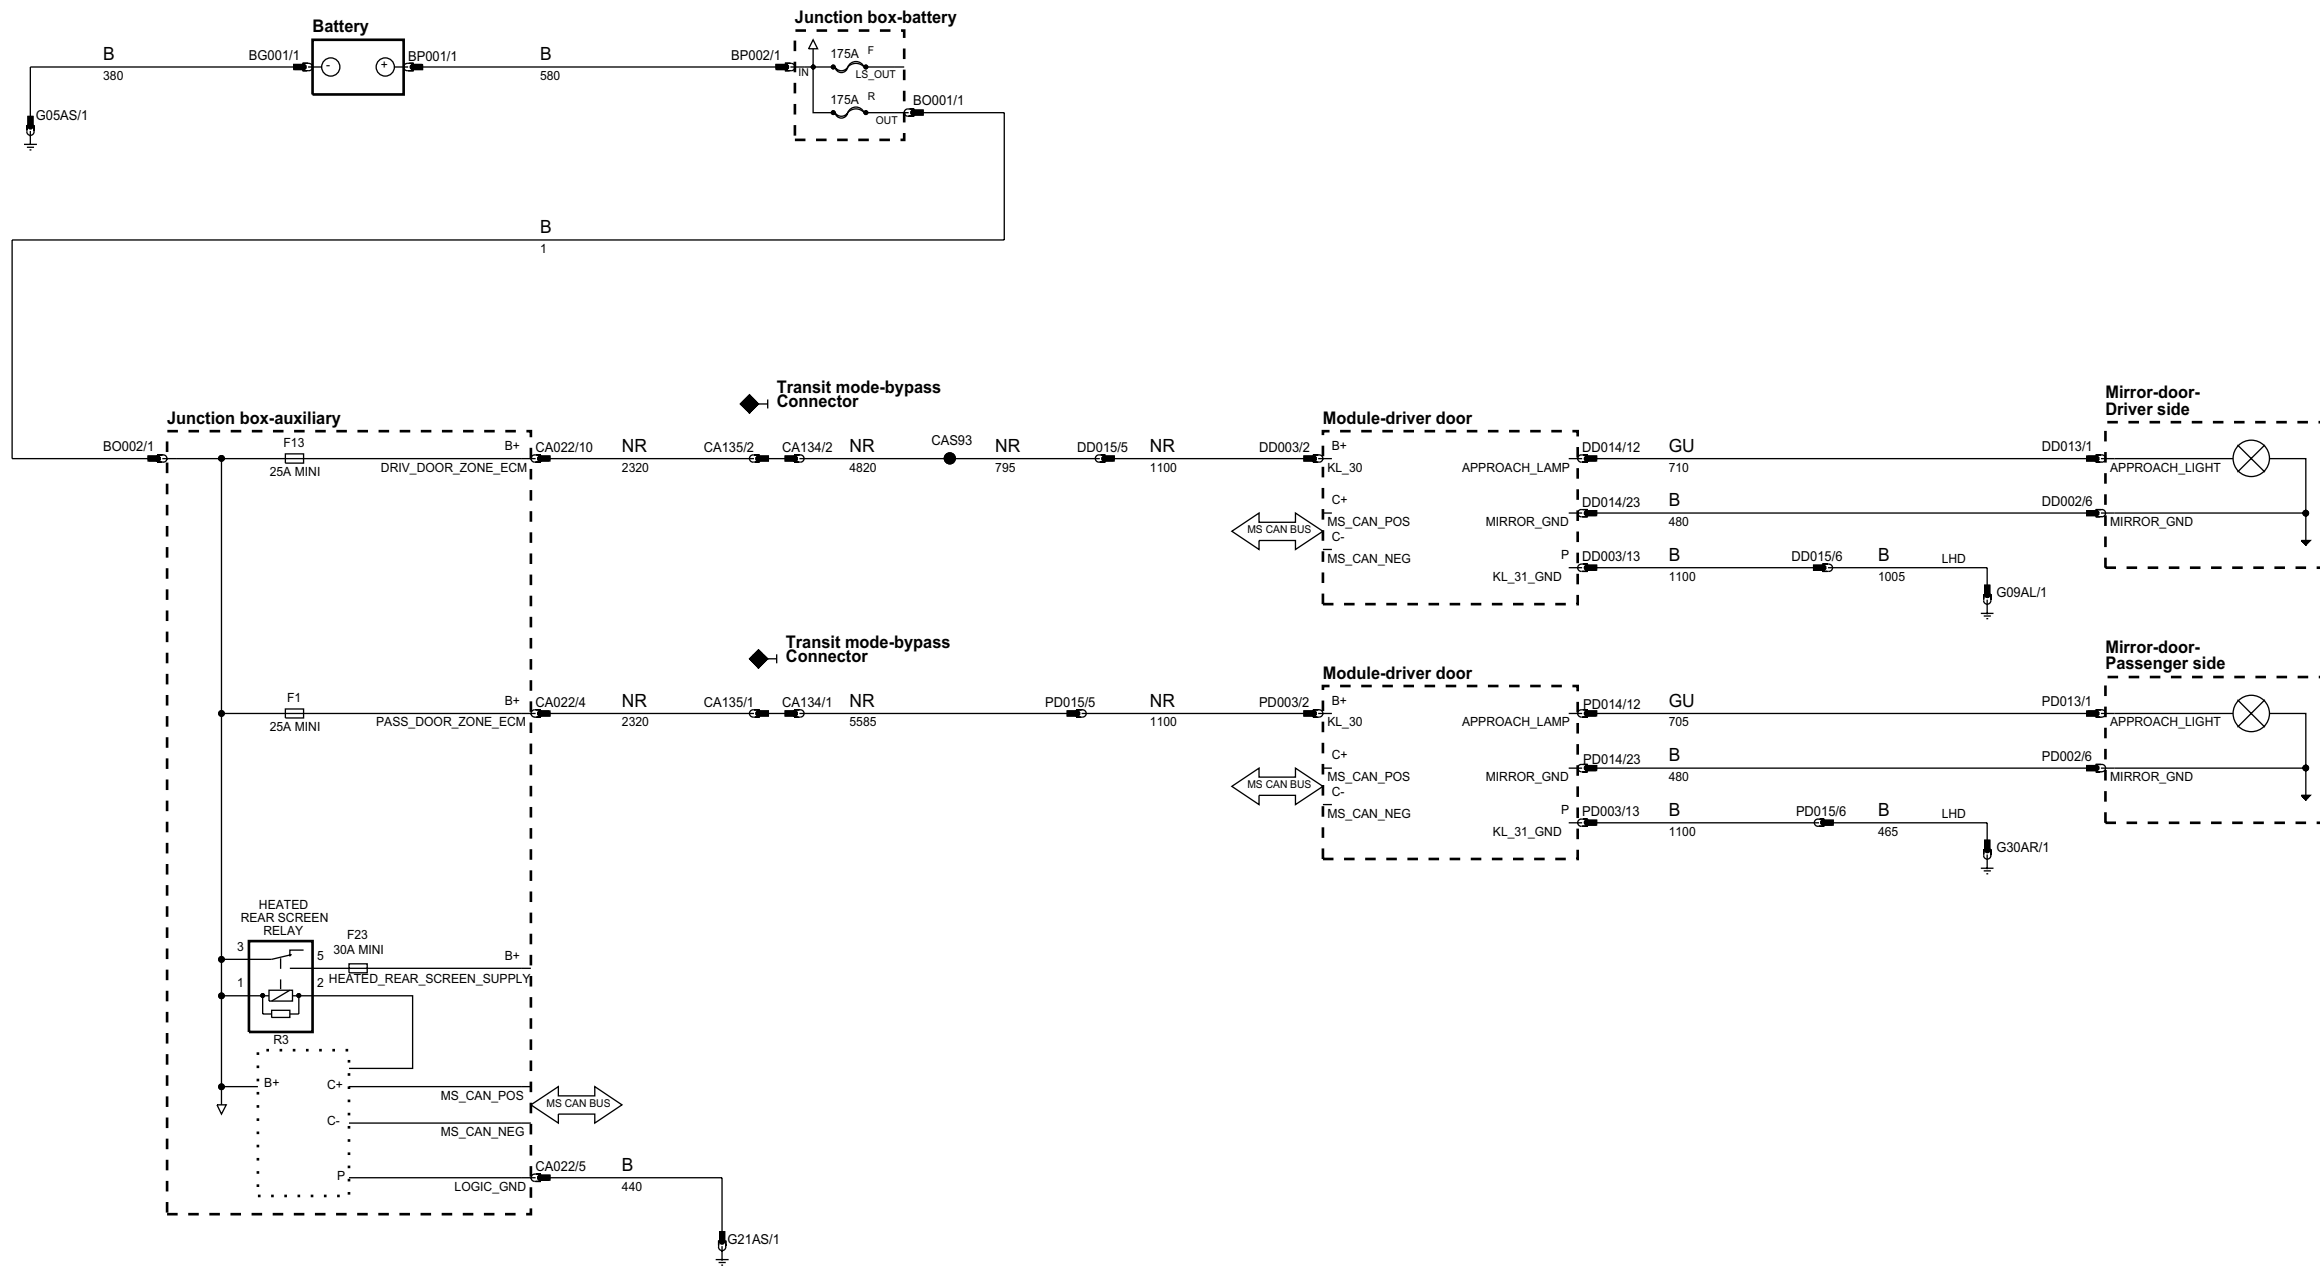 Battery
Junction box-battery
B
380
BG001/1
-
+
BP001/1
B
580
BP002/1
IN
175A
F
LS_OUT
175A
R
OUT
BO001/1
G05AS/1
B
1
Transit mode-bypass
Connector
Junction box-auxiliary
BO002/1
F13
25A MINI
B+
DRIV_DOOR_ZONE_ECM
CA022/10
NR
2320
CA135/2
CA134/2
NR
4820
CAS93
NR
795
DD015/5
NR
1100
DD003/2
Module-driver door
B+
KL_30
C+
MS_CAN_POS
C-
MS_CAN_NEG
MS CAN BUS
APPROACH_LAMP
MIRROR_GND
P
KL_31_GND
DD014/12
GU
710
DD014/23
B
480
DD003/13
B
1100
DD015/6
B
1005
LHD
G09AL/1
Mirror-door-
Driver side
DD013/1
APPROACH_LIGHT
DD002/6
MIRROR_GND
Transit mode-bypass
Connector
F1
25A MINI
B+
PASS_DOOR_ZONE_ECM
CA022/4
NR
2320
CA135/1
CA134/1
NR
5585
PD015/5
NR
1100
PD003/2
Module-driver door
B+
KL_30
C+
MS_CAN_POS
C-
MS_CAN_NEG
MS CAN BUS
APPROACH_LAMP
MIRROR_GND
P
KL_31_GND
PD014/12
GU
705
PD014/23
B
480
PD003/13
B
1100
PD015/6
B
465
LHD
G30AR/1
Mirror-door-
Passenger side
PD013/1
APPROACH_LIGHT
PD002/6
MIRROR_GND
HEATED
REAR SCREEN
RELAY
3
5
1
2
R3
F23
30A MINI
B+
HEATED_REAR_SCREEN_SUPPLY
B+
C+
MS_CAN_POS
C-
MS_CAN_NEG
MS CAN BUS
P
LOGIC_GND
CA022/5
B
440
G21AS/1